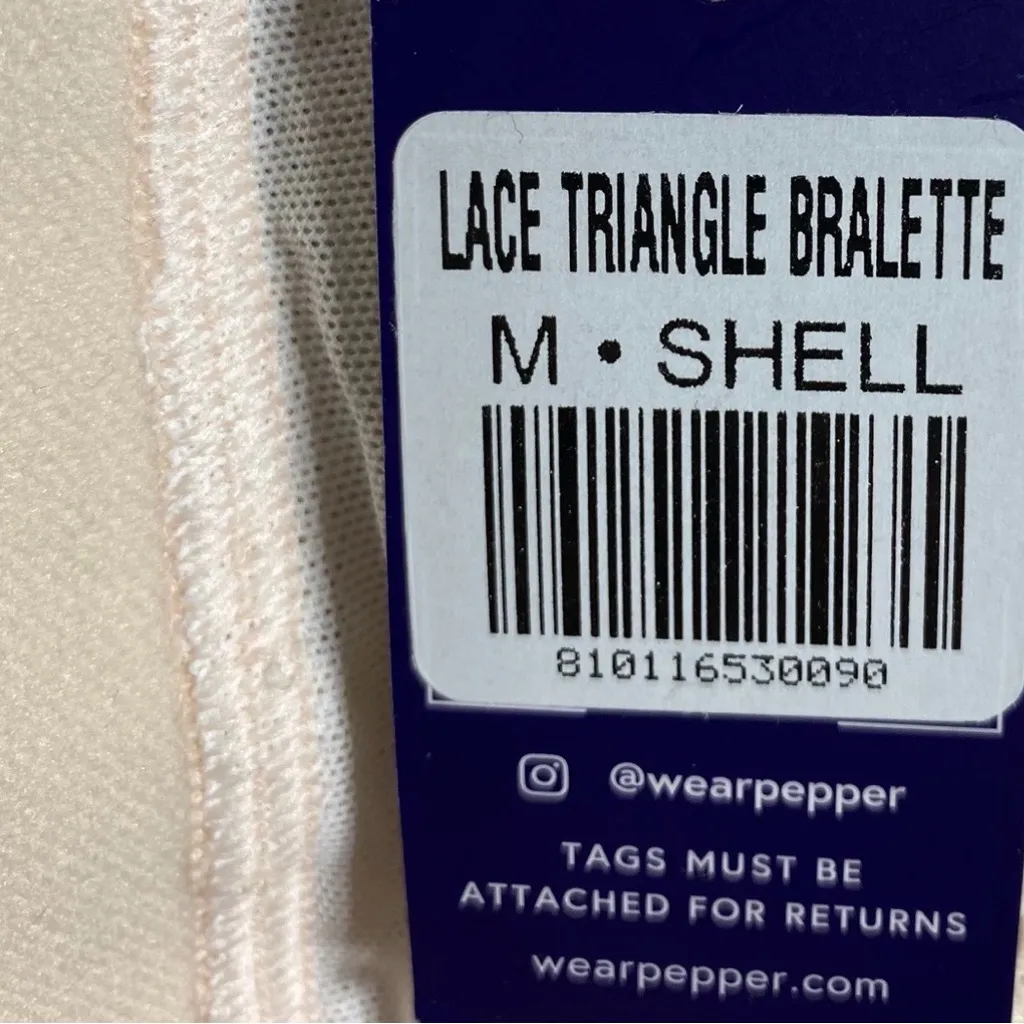 LACE TRIANGLE BRALETTE
M • SHELL
810116530090
@wearpepper
TAGS MUST BE
ATTACHED FOR RETURNS
wearpepper.com